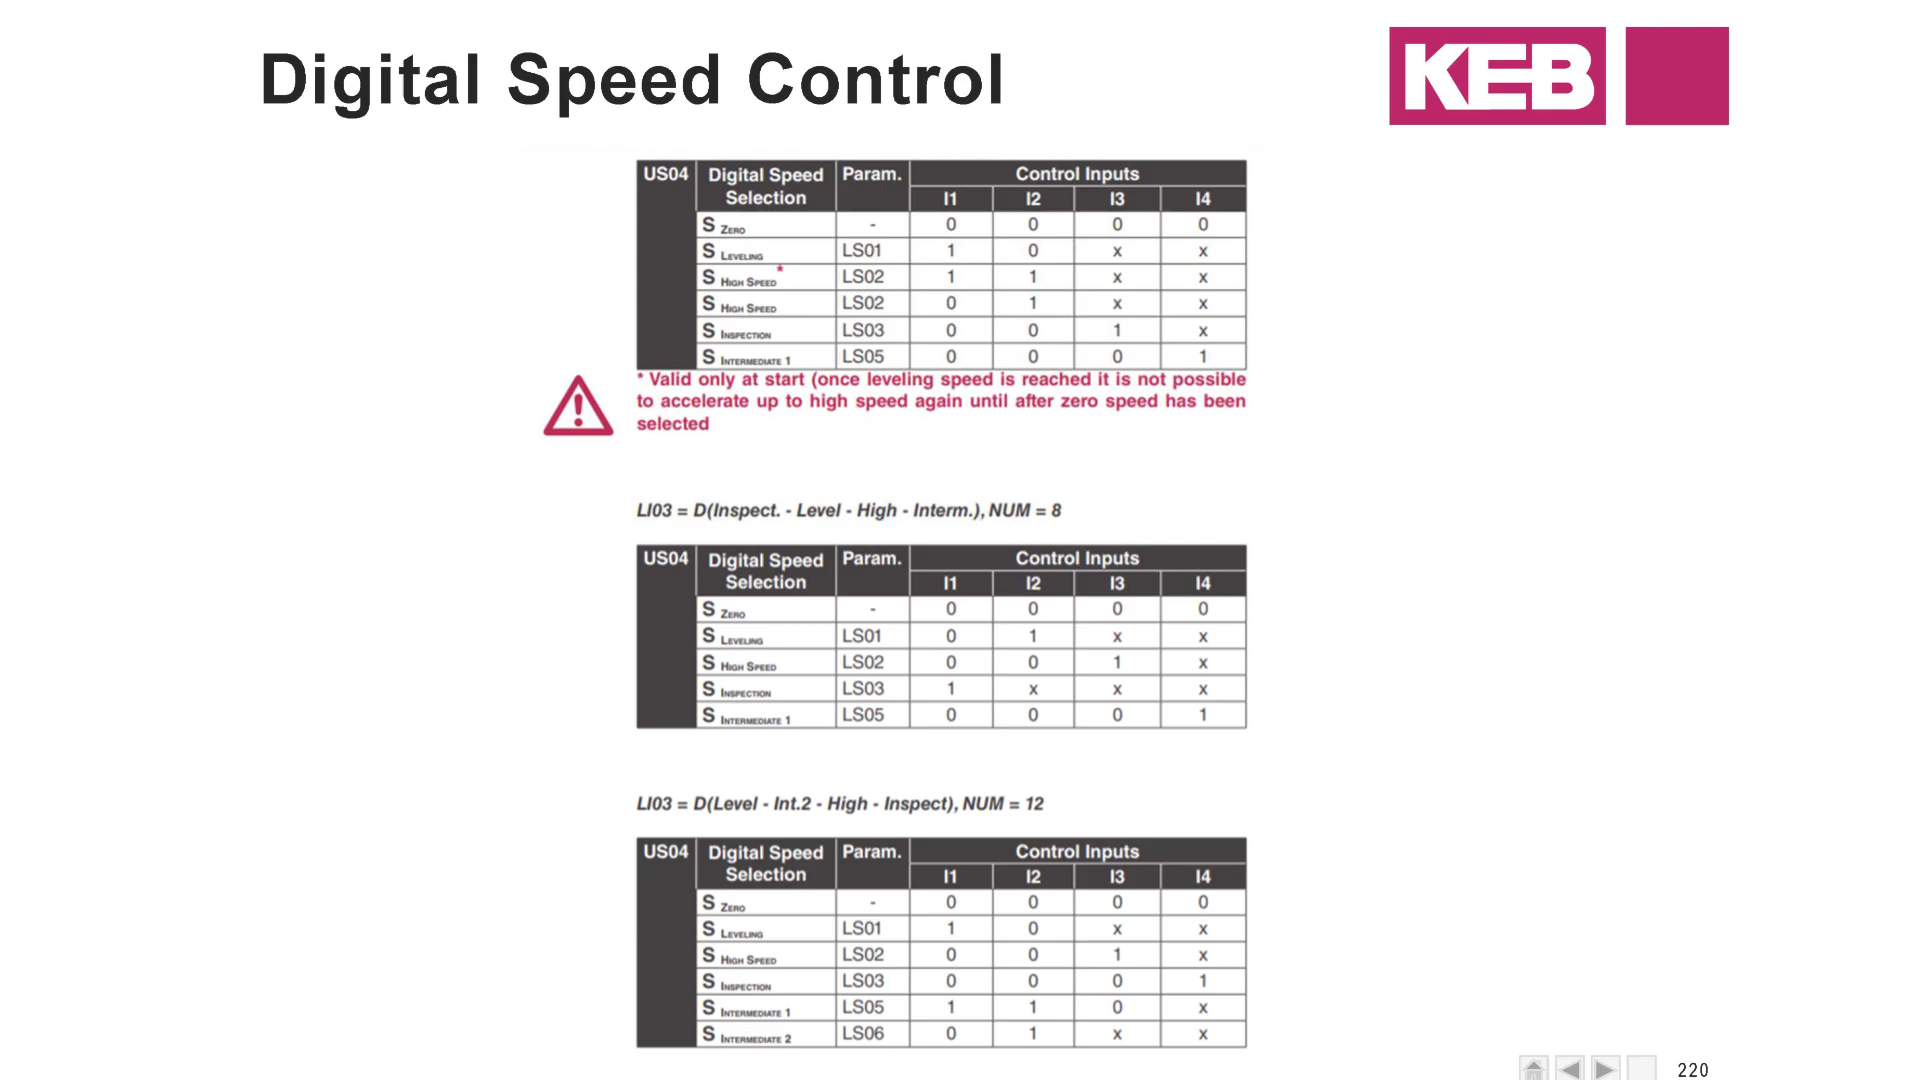 Digital Speed Control
KEB
US04 Digital Speed Selection Param. Control Inputs
I1 I2 I3 I4
S ZERO - 0 0 0 0
S LEVELING LS01 1 0 x x
S HIGH SPEED * LS02 1 1 x x
S HIGH SPEED LS02 0 1 x x
S INSPECTION LS03 0 0 1 x
S INTERMEDIATE 1 LS05 0 0 0 1
* Valid only at start (once leveling speed is reached it is not possible
to accelerate up to high speed again until after zero speed has been
selected
LI03 = D(Inspect. - Level - High - Interm.), NUM = 8
US04 Digital Speed Selection Param. Control Inputs
I1 I2 I3 I4
S ZERO - 0 0 0 0
S LEVELING LS01 0 1 x x
S HIGH SPEED LS02 0 0 1 x
S INSPECTION LS03 1 x x x
S INTERMEDIATE 1 LS05 0 0 0 1
LI03 = D(Level - Int.2 - High - Inspect), NUM = 12
US04 Digital Speed Selection Param. Control Inputs
I1 I2 I3 I4
S ZERO - 0 0 0 0
S LEVELING LS01 1 0 x x
S HIGH SPEED LS02 0 0 1 x
S INSPECTION LS03 0 0 0 1
S INTERMEDIATE 1 LS05 1 1 0 x
S INTERMEDIATE 2 LS06 0 1 x x
220